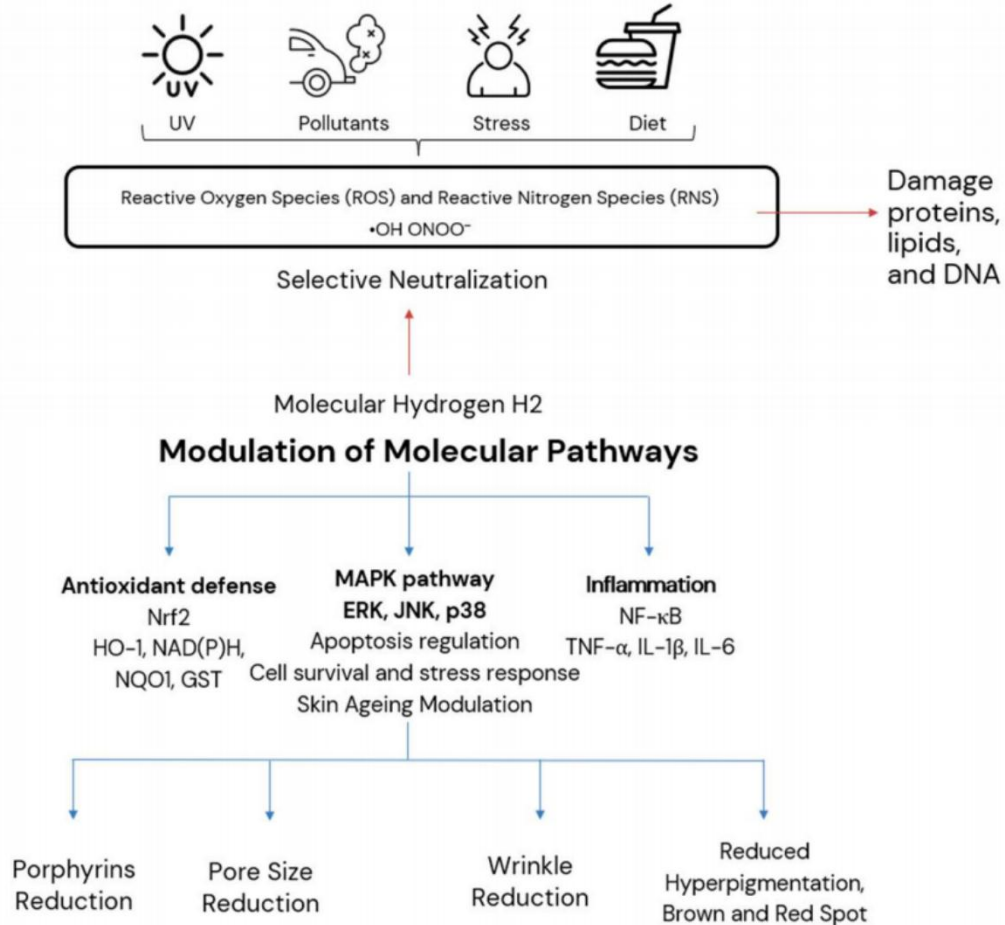 UV
UV
Pollutants
Stress
Diet
Reactive Oxygen Species (ROS) and Reactive Nitrogen Species (RNS)
•OH ONOO⁻
Damage
proteins,
lipids,
and DNA
Selective Neutralization
Molecular Hydrogen H2
Modulation of Molecular Pathways
Antioxidant defense
Nrf2
HO-1, NAD(P)H,
NQO1, GST
MAPK pathway
ERK, JNK, p38
Apoptosis regulation
Cell survival and stress response
Skin Ageing Modulation
Inflammation
NF-κB
TNF-α, IL-1β, IL-6
Porphyrins
Reduction
Pore Size
Reduction
Wrinkle
Reduction
Reduced
Hyperpigmentation,
Brown and Red Spot